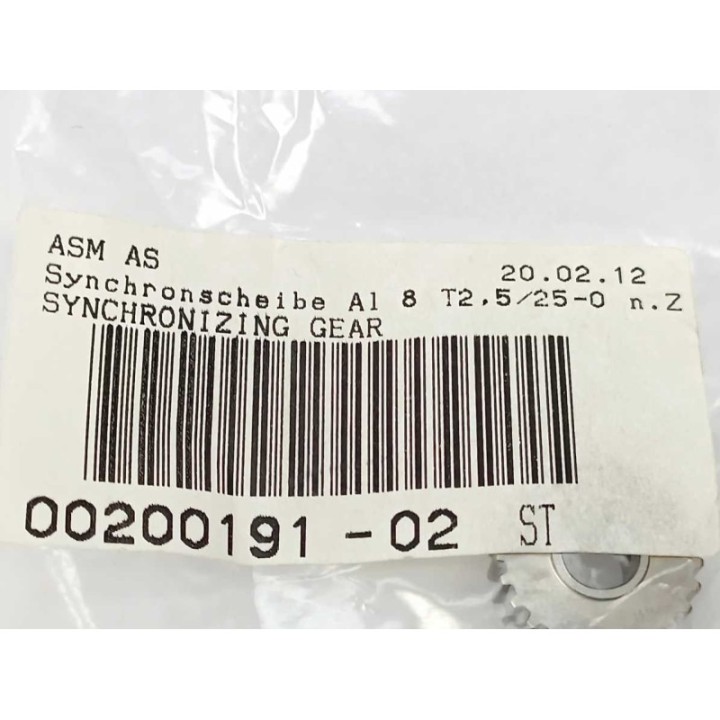 ASM AS
20.02.12
Synchronscheibe Al 8 T2,5/25-0 n.Z
SYNCHRONIZING GEAR
00200191-02 ST